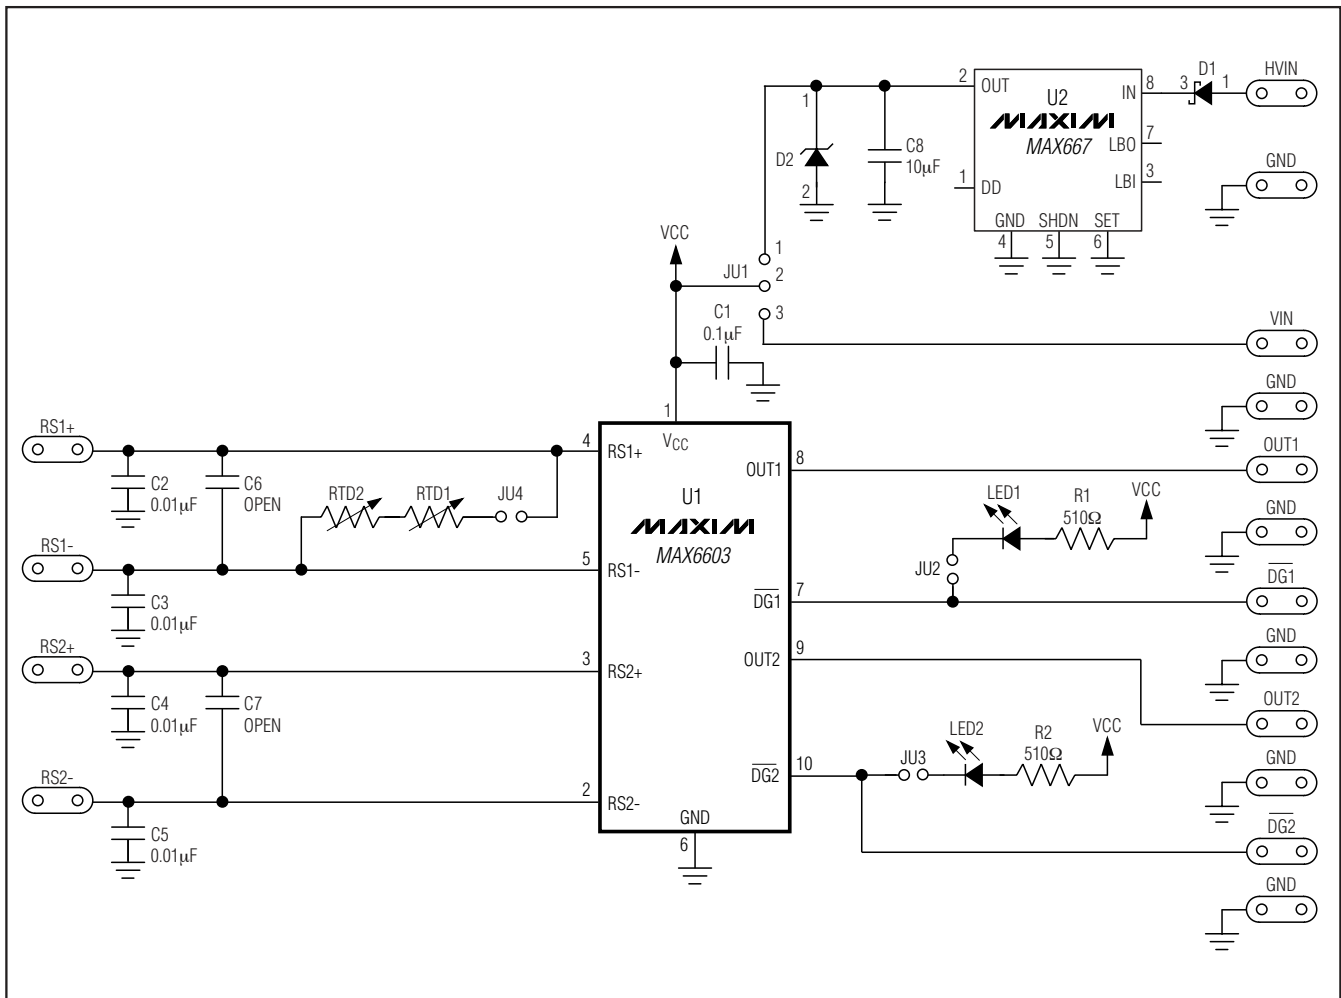 D1
HVIN
2
OUT
U2
IN
8
3
1
1
MAXIM
MAX667
7
LBO
D2
C8
10µF
GND
2
1
DD
LBI
3
GND
SHDN
SET
4
5
6
VCC
1
JU1
2
3
C1
0.1µF
VIN
GND
1
VCC
RS1+
4
RS1+
OUT1
8
OUT1
C2
0.01µF
C6
OPEN
RTD2
RTD1
JU4
U1
MAXIM
MAX6603
LED1
R1
510Ω
VCC
GND
RS1-
5
RS1-
JU2
C3
0.01µF
DG1
7
DG1
RS2+
3
RS2+
OUT2
9
GND
C4
0.01µF
C7
OPEN
OUT2
LED2
R2
510Ω
VCC
JU3
RS2-
2
RS2-
DG2
10
GND
C5
0.01µF
GND
6
DG2
GND